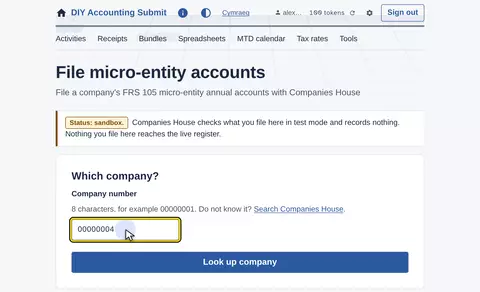 DIY Accounting Submit
Cymraeg
alex...
100 tokens
Sign out
Activities Receipts Bundles Spreadsheets MTD calendar Tax rates Tools
File micro-entity accounts
File a company's FRS 105 micro-entity annual accounts with Companies House
Status: sandbox. Companies House checks what you file here in test mode and records nothing.
Nothing you file here reaches the live register.
Which company?
Company number
8 characters, for example 00000001. Do not know it? Search Companies House.
00000004
Look up company